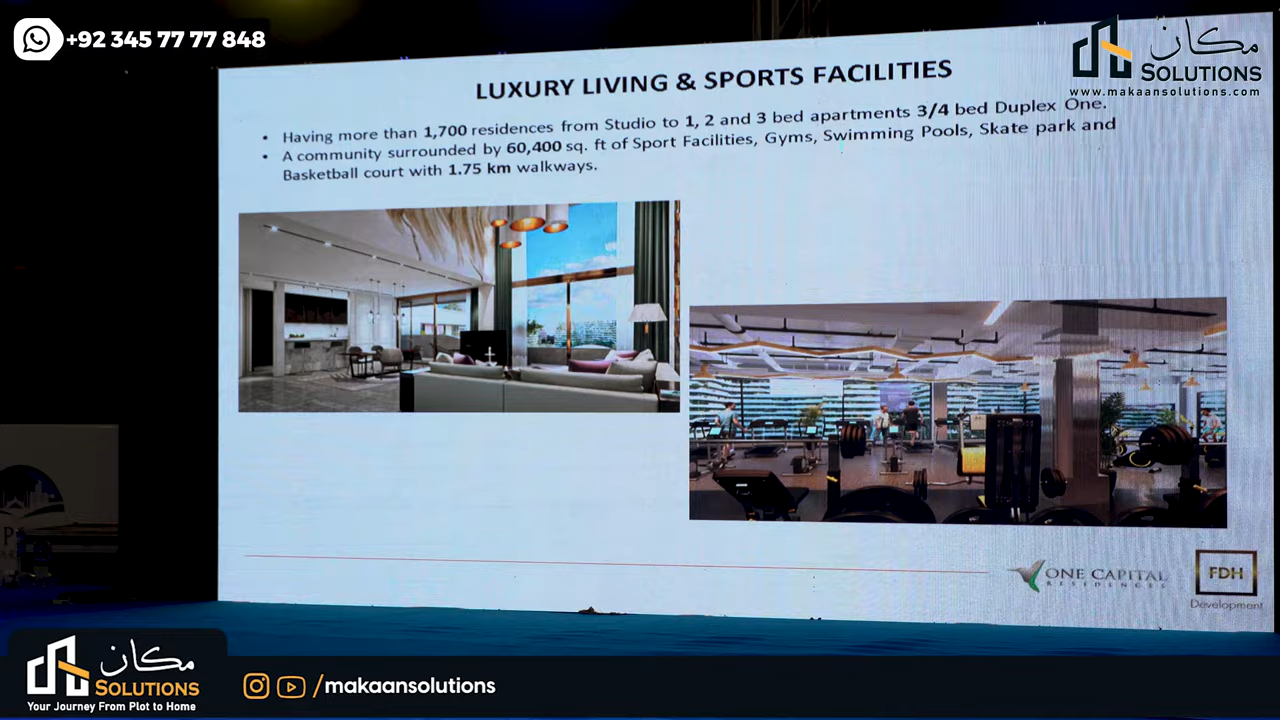 +92 345 77 77 848
مكان
SOLUTIONS
www.makaansolutions.com
LUXURY LIVING & SPORTS FACILITIES
• Having more than 1,700 residences from Studio to 1, 2 and 3 bed apartments 3/4 bed Duplex One.
• A community surrounded by 60,400 sq. ft of Sport Facilities, Gyms, Swimming Pools, Skate park and
Basketball court with 1.75 km walkways.
ONE CAPITAL
RESIDENCES
FDH
Development
مكان
SOLUTIONS
Your Journey From Plot to Home
/makaansolutions